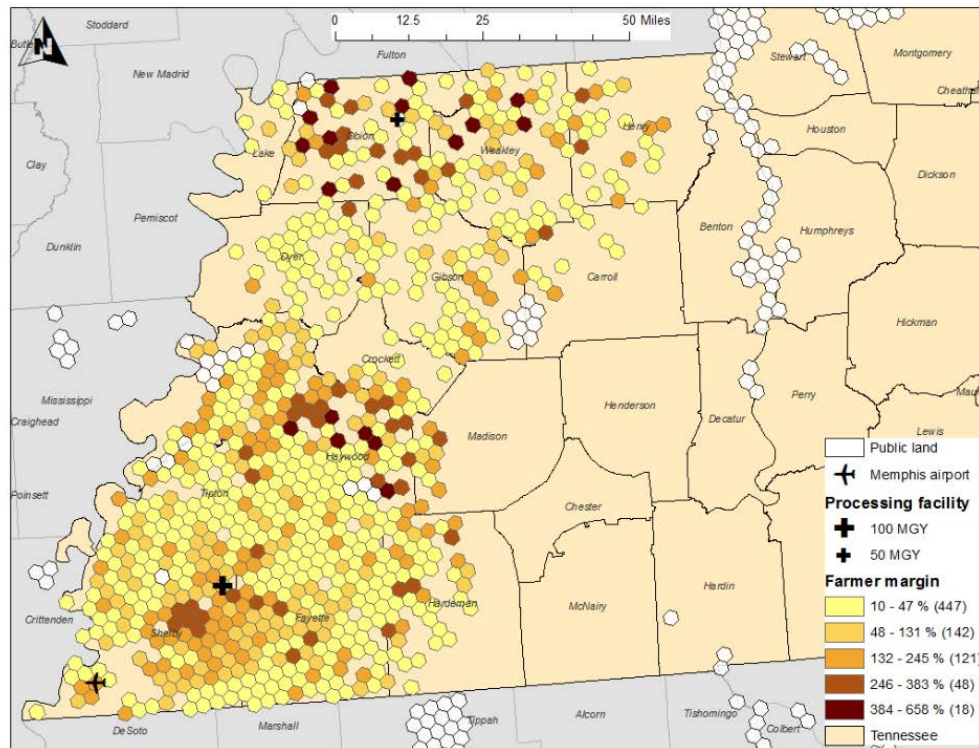 0 12.5 25 50 Miles
Stoddard
Fulton
Stewart
Montgomery
New Madrid
Cheatham
N
Henry
Houston
Obion
Lake
Weakley
Clay
Dickson
Pemiscot
Benton
Humphreys
Dunklin
Dyer
Gibson
Carroll
Hickman
Crockett
Mississippi
Perry
Henderson
Decatur
Craighead
Madison
Lewis
Haywood
Tipton
Poinsett
Chester
Hardin
Hardeman
McNairy
Crittenden
Fayette
Shelby
DeSoto
Marshall
Tippah
Alcorn
Tishomingo
Colbert
Public land
Memphis airport
Processing facility
100 MGY
50 MGY
Farmer margin
10 - 47 % (447)
48 - 131 % (142)
132 - 245 % (121)
246 - 383 % (48)
384 - 658 % (18)
Tennessee